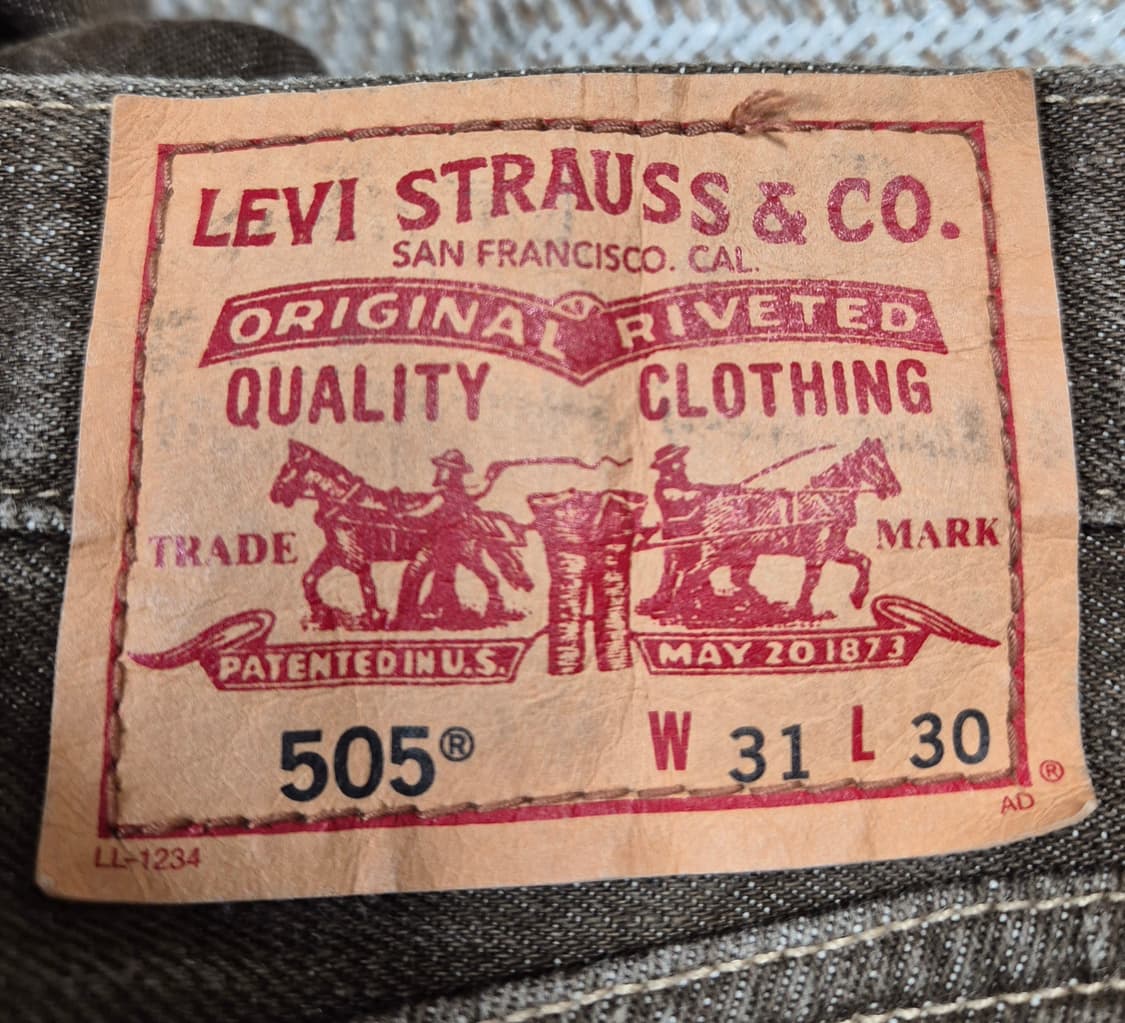 LEVI STRAUSS & CO.
SAN FRANCISCO. CAL.
ORIGINAL RIVETED
QUALITY CLOTHING
TRADE MARK
PATENTED IN U.S. MAY 20 1873
505® W 31 L 30
®
AD
LL-1234